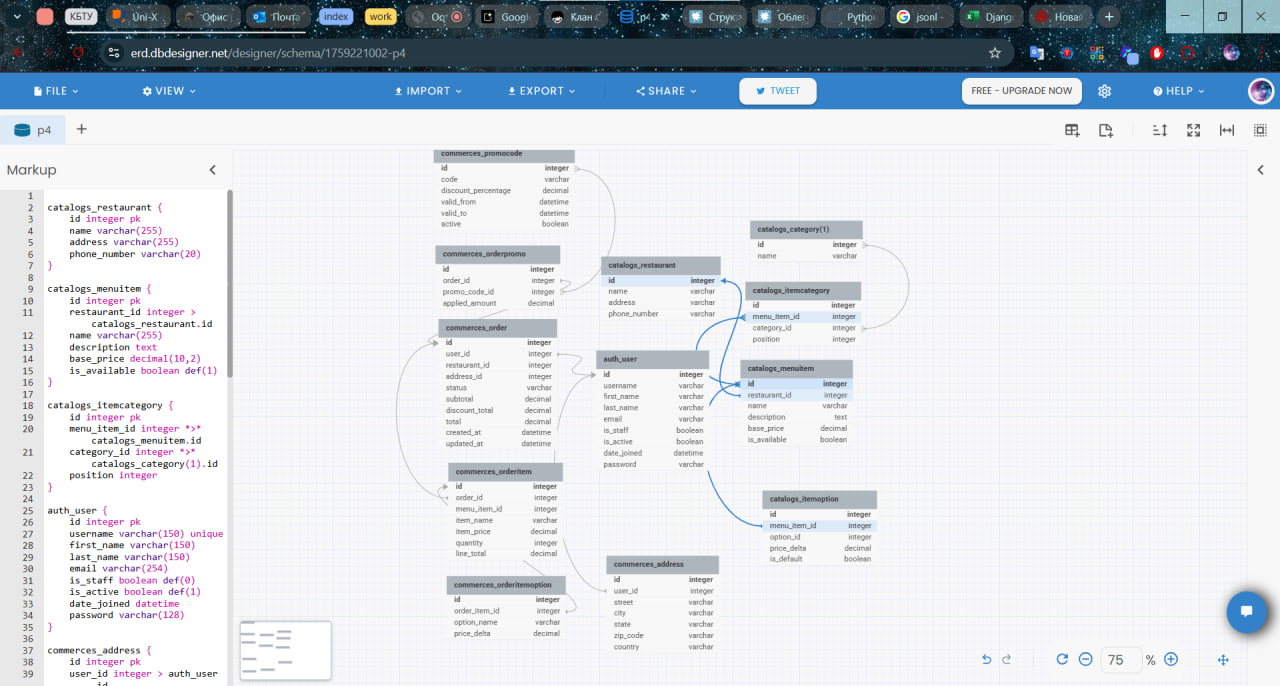 КБТУ
Uni-X
Офис
Почта
index
work
Googl
Клан
p4
Струк
Облег
Python
jsonl -
Djang
Новая
erd.dbdesigner.net/designer/schema/1759221002-p4
FILE
VIEW
IMPORT
EXPORT
SHARE
TWEET
FREE - UPGRADE NOW
HELP
p4
Markup
1
2 catalogs_restaurant {
3 id integer pk
4 name varchar(255)
5 address varchar(255)
6 phone_number varchar(20)
7 }
8
9 catalogs_menuitem {
10 id integer pk
11 restaurant_id integer >
catalogs_restaurant.id
12 name varchar(255)
13 description text
14 base_price decimal(10,2)
15 is_available boolean def(1)
16 }
17
18 catalogs_itemcategory {
19 id integer pk
20 menu_item_id integer *>*
catalogs_menuitem.id
21 category_id integer *>*
catalogs_category(1).id
22 position integer
23 }
24
25 auth_user {
26 id integer pk
27 username varchar(150) unique
28 first_name varchar(150)
29 last_name varchar(150)
30 email varchar(254)
31 is_staff boolean def(0)
32 is_active boolean def(1)
33 date_joined datetime
34 password varchar(128)
35 }
36
37 commerces_address {
38 id integer pk
39 user_id integer > auth_user
commerces_promocode
id integer
code varchar
discount_percentage decimal
valid_from datetime
valid_to datetime
active boolean
commerces_orderpromo
id integer
order_id integer
promo_code_id integer
applied_amount decimal
commerces_order
id integer
user_id integer
restaurant_id integer
address_id integer
status varchar
subtotal decimal
discount_total decimal
total decimal
created_at datetime
updated_at datetime
commerces_orderitem
id integer
order_id integer
menu_item_id integer
item_name varchar
item_price decimal
quantity integer
line_total decimal
commerces_orderitemoption
id integer
order_item_id integer
option_name varchar
price_delta decimal
catalogs_restaurant
id integer
name varchar
address varchar
phone_number varchar
auth_user
id integer
username varchar
first_name varchar
last_name varchar
email varchar
is_staff boolean
is_active boolean
date_joined datetime
password varchar
commerces_address
id integer
user_id integer
street varchar
city varchar
state varchar
zip_code varchar
country varchar
catalogs_category(1)
id integer
name varchar
catalogs_itemcategory
id integer
menu_item_id integer
category_id integer
position integer
catalogs_menuitem
id integer
restaurant_id integer
name varchar
description text
base_price decimal
is_available boolean
catalogs_itemoption
id integer
menu_item_id integer
option_id integer
price_delta decimal
is_default boolean
75 %